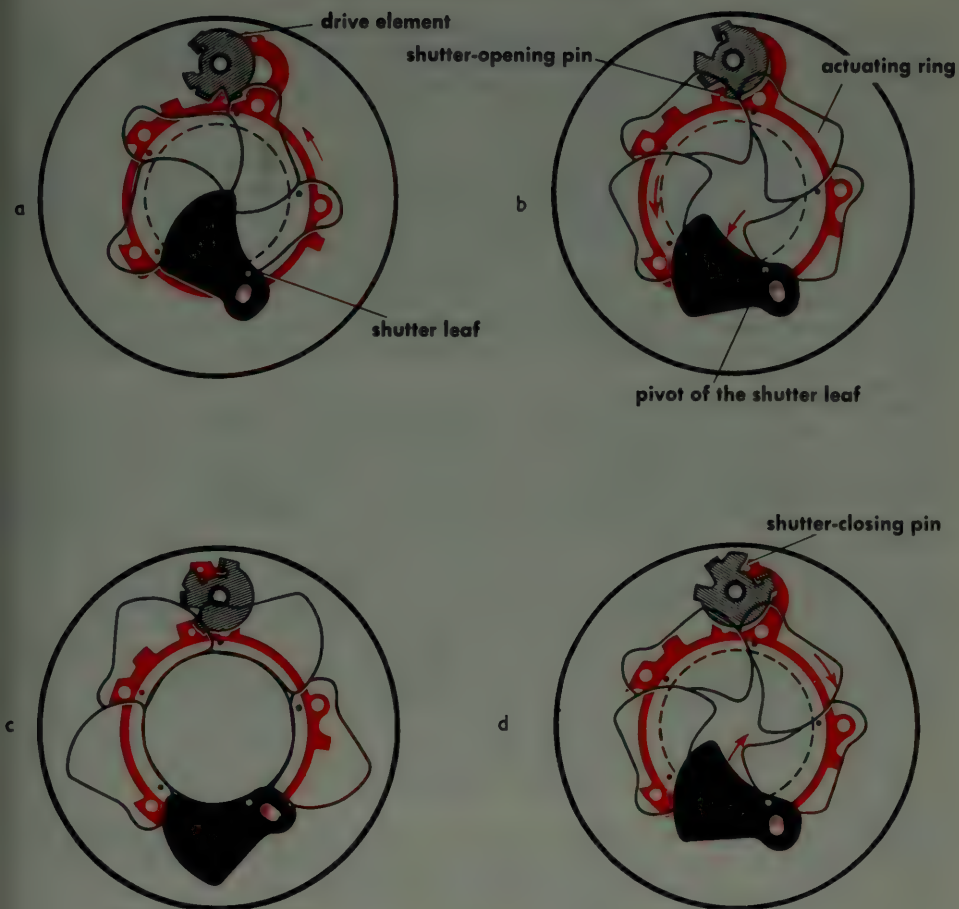 drive element
shutter-opening pin
actuating ring
a
b
shutter leaf
pivot of the shutter leaf
shutter-closing pin
c
d